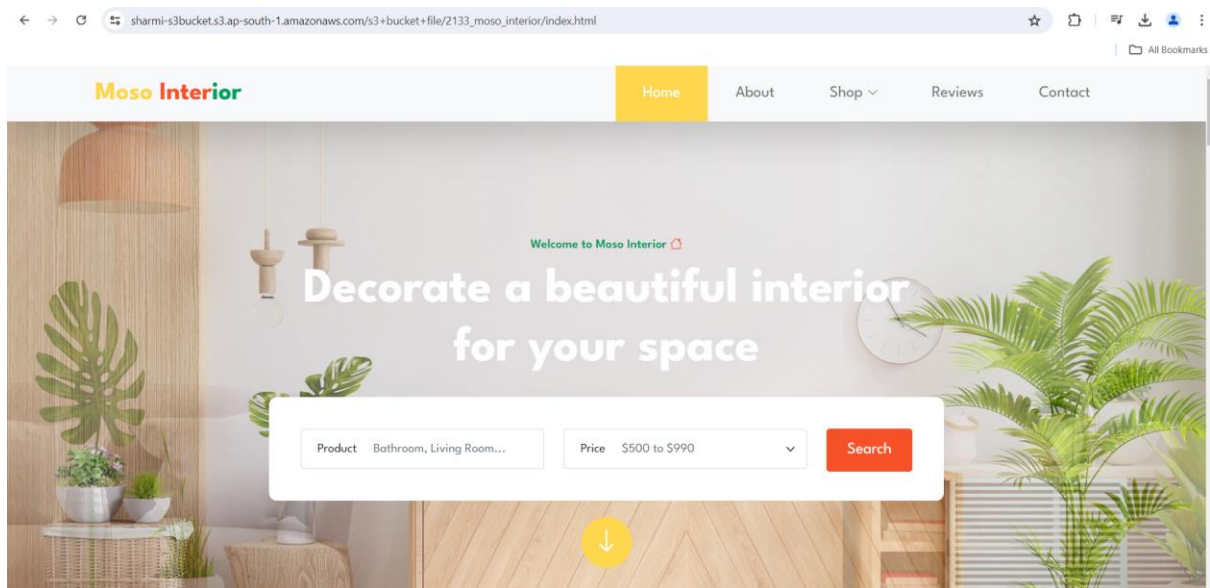 sharmi-s3bucket.s3.ap-south-1.amazonaws.com/s3+bucket+file/2133_moso_interior/index.html
All Bookmarks
Moso Interior Home About Shop Reviews Contact
Welcome to Moso Interior
Decorate a beautiful interior
for your space
Product Bathroom, Living Room... Price $500 to $990 Search